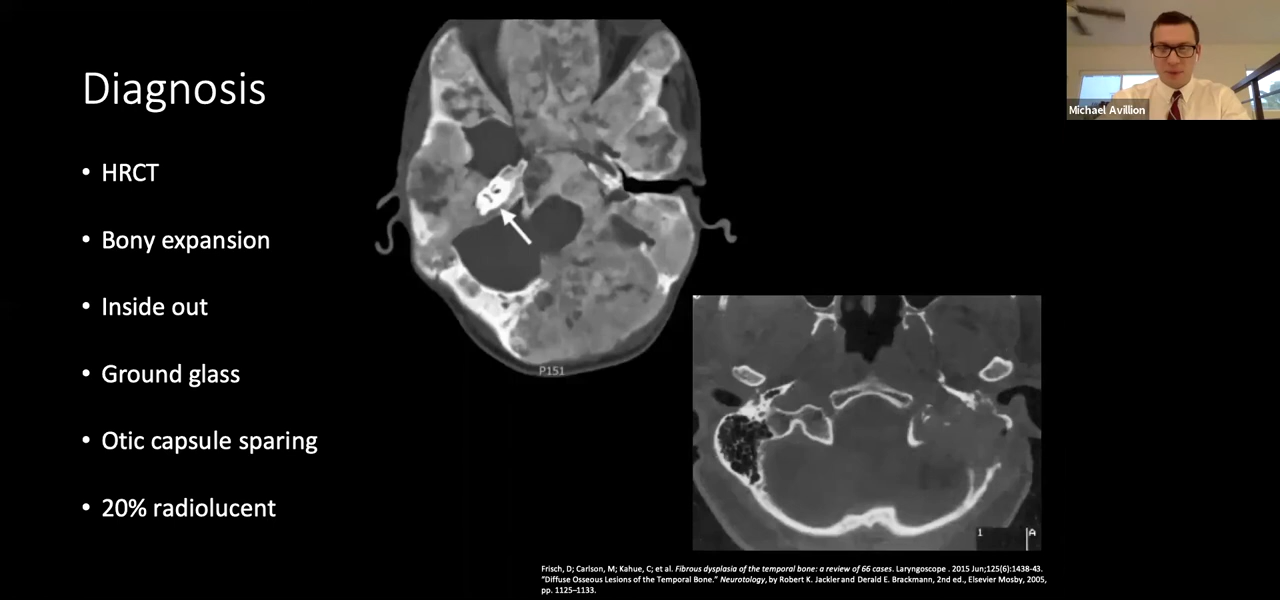 Diagnosis
• HRCT
• Bony expansion
• Inside out
• Ground glass
• Otic capsule sparing
• 20% radiolucent
P151
Michael Avillion
1 A
Frisch, D; Carlson, M; Kahue, C; et al. Fibrous dysplasia of the temporal bone: a review of 66 cases. Laryngoscope . 2015 Jun;125(6):1438-43.
"Diffuse Osseous Lesions of the Temporal Bone." Neurotology, by Robert K. Jackler and Derald E. Brackmann, 2nd ed., Elsevier Mosby, 2005,
pp. 1125–1133.